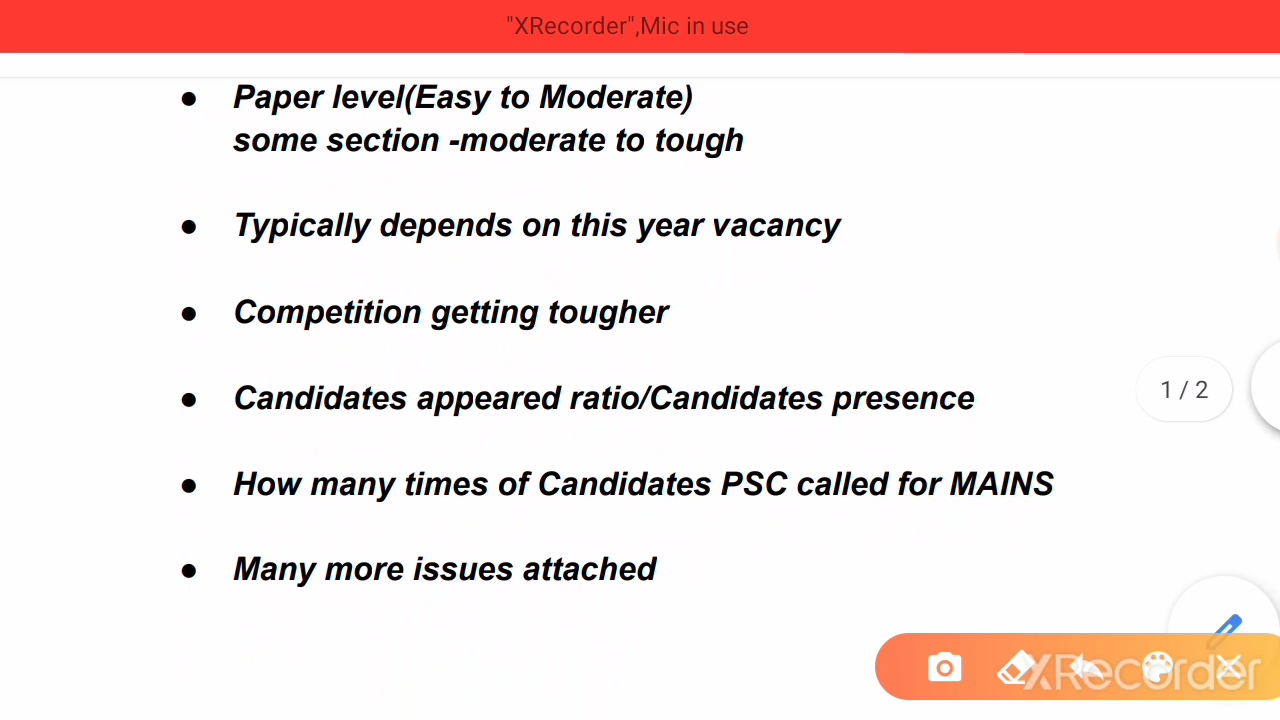 "XRecorder",Mic in use
● Paper level(Easy to Moderate)
some section -moderate to tough
● Typically depends on this year vacancy
● Competition getting tougher
● Candidates appeared ratio/Candidates presence
1 / 2
● How many times of Candidates PSC called for MAINS
● Many more issues attached
XRecorder